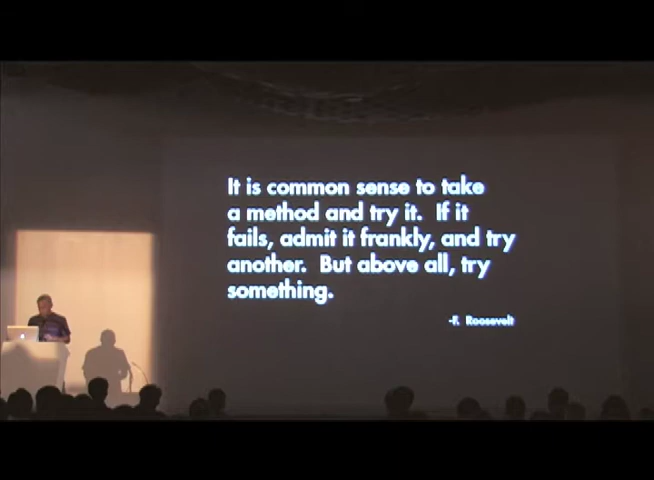 It is common sense to take
a method and try it.  If it
fails, admit it frankly, and try
another.  But above all, try
something.
-F. Roosevelt